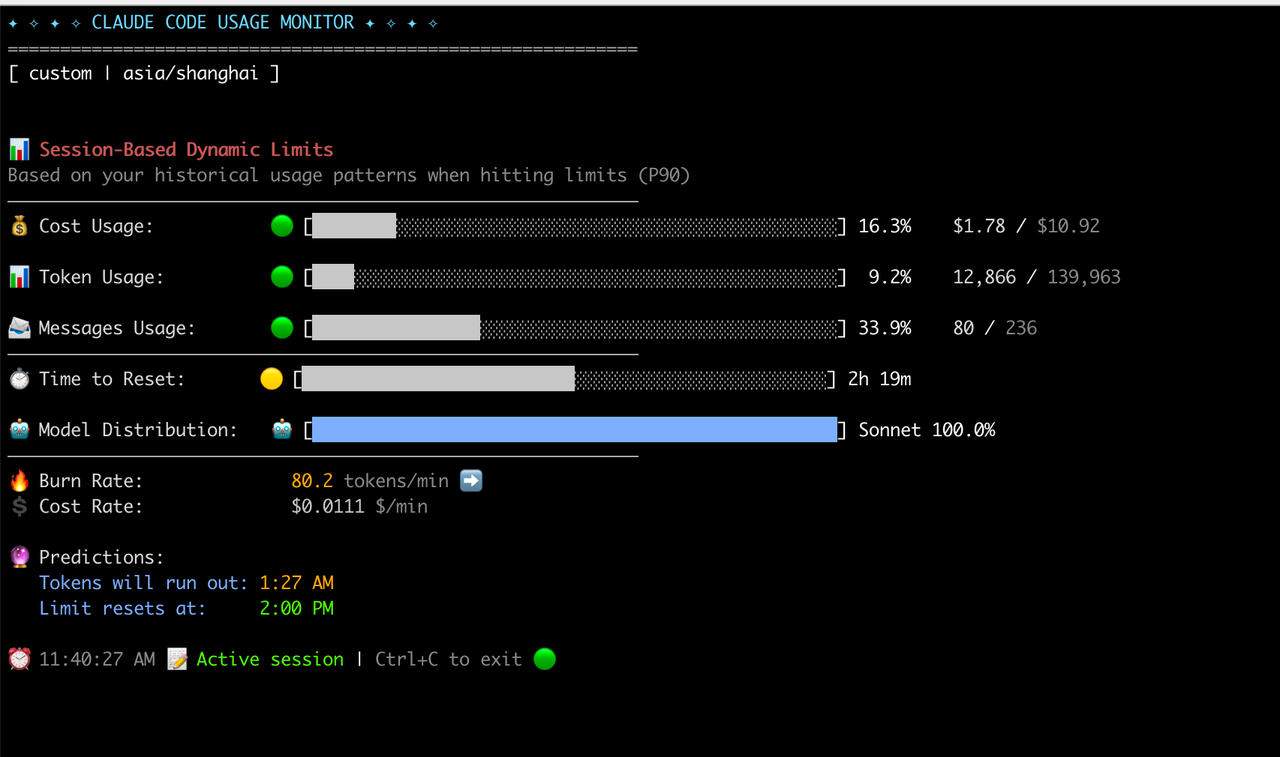 ✦ ✧ ✦ ✧ CLAUDE CODE USAGE MONITOR ✦ ✧ ✦ ✧
============================================================
[ custom | asia/shanghai ]
📊 Session-Based Dynamic Limits
Based on your historical usage patterns when hitting limits (P90)
────────────────────────────────────────────────────────────
💰 Cost Usage: 🟢 [████████░░░░░░░░░░░░░░░░░░░░░░░░░░░░░░░░░░░░░░░░░░] 16.3% $1.78 / $10.92
📊 Token Usage: 🟢 [████░░░░░░░░░░░░░░░░░░░░░░░░░░░░░░░░░░░░░░░░░░░░░░] 9.2% 12,866 / 139,963
📨 Messages Usage: 🟢 [████████████████░░░░░░░░░░░░░░░░░░░░░░░░░░░░░░░░░░] 33.9% 80 / 236
────────────────────────────────────────────────────────────
⏱️ Time to Reset: 🟡 [██████████████████████████░░░░░░░░░░░░░░░░░░░░░░░░] 2h 19m
🤖 Model Distribution: 🤖 [██████████████████████████████████████████████████] Sonnet 100.0%
────────────────────────────────────────────────────────────
🔥 Burn Rate: 80.2 tokens/min ➡️
💲 Cost Rate: $0.0111 $/min
🔮 Predictions:
Tokens will run out: 1:27 AM
Limit resets at: 2:00 PM
⏰ 11:40:27 AM 📝 Active session | Ctrl+C to exit 🟢